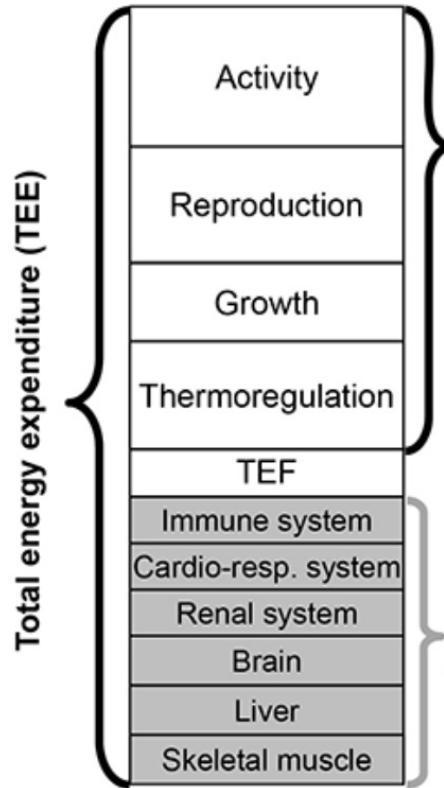 Total energy expenditure (TEE)
Activity
Reproduction
Growth
Thermoregulation
TEF
Immune system
Cardio-resp. system
Renal system
Brain
Liver
Skeletal muscle